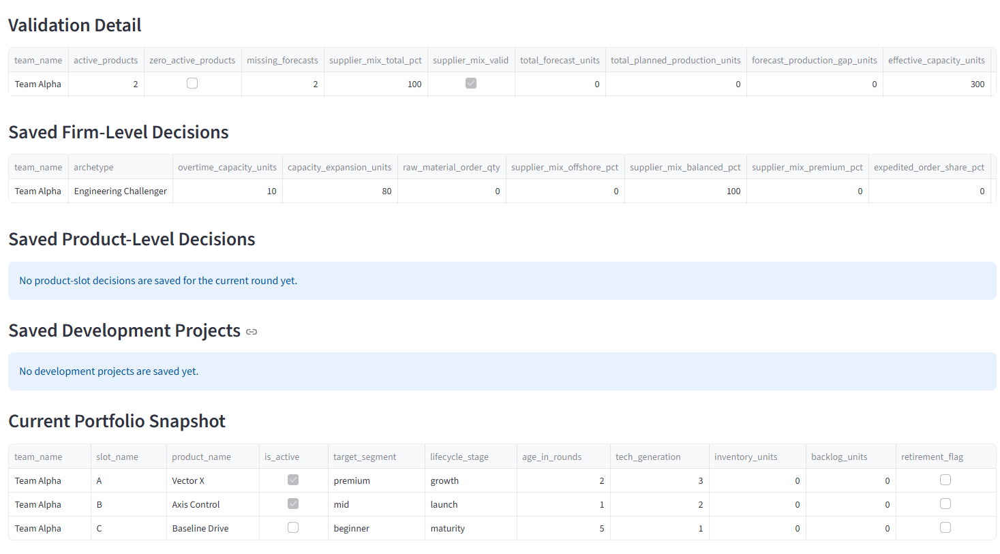 Validation Detail
team_name active_products zero_active_products missing_forecasts supplier_mix_total_pct supplier_mix_valid total_forecast_units total_planned_production_units forecast_production_gap_units effective_capacity_units
Team Alpha 2 2 100 0 0 0 300
Saved Firm-Level Decisions
team_name archetype overtime_capacity_units capacity_expansion_units raw_material_order_qty supplier_mix_offshore_pct supplier_mix_balanced_pct supplier_mix_premium_pct expedited_order_share_pct
Team Alpha Engineering Challenger 10 80 0 0 100 0 0
Saved Product-Level Decisions
No product-slot decisions are saved for the current round yet.
Saved Development Projects
No development projects are saved yet.
Current Portfolio Snapshot
team_name slot_name product_name is_active target_segment lifecycle_stage age_in_rounds tech_generation inventory_units backlog_units retirement_flag
Team Alpha A Vector X premium growth 2 3 0 0
Team Alpha B Axis Control mid launch 1 2 0 0
Team Alpha C Baseline Drive beginner maturity 5 1 0 0